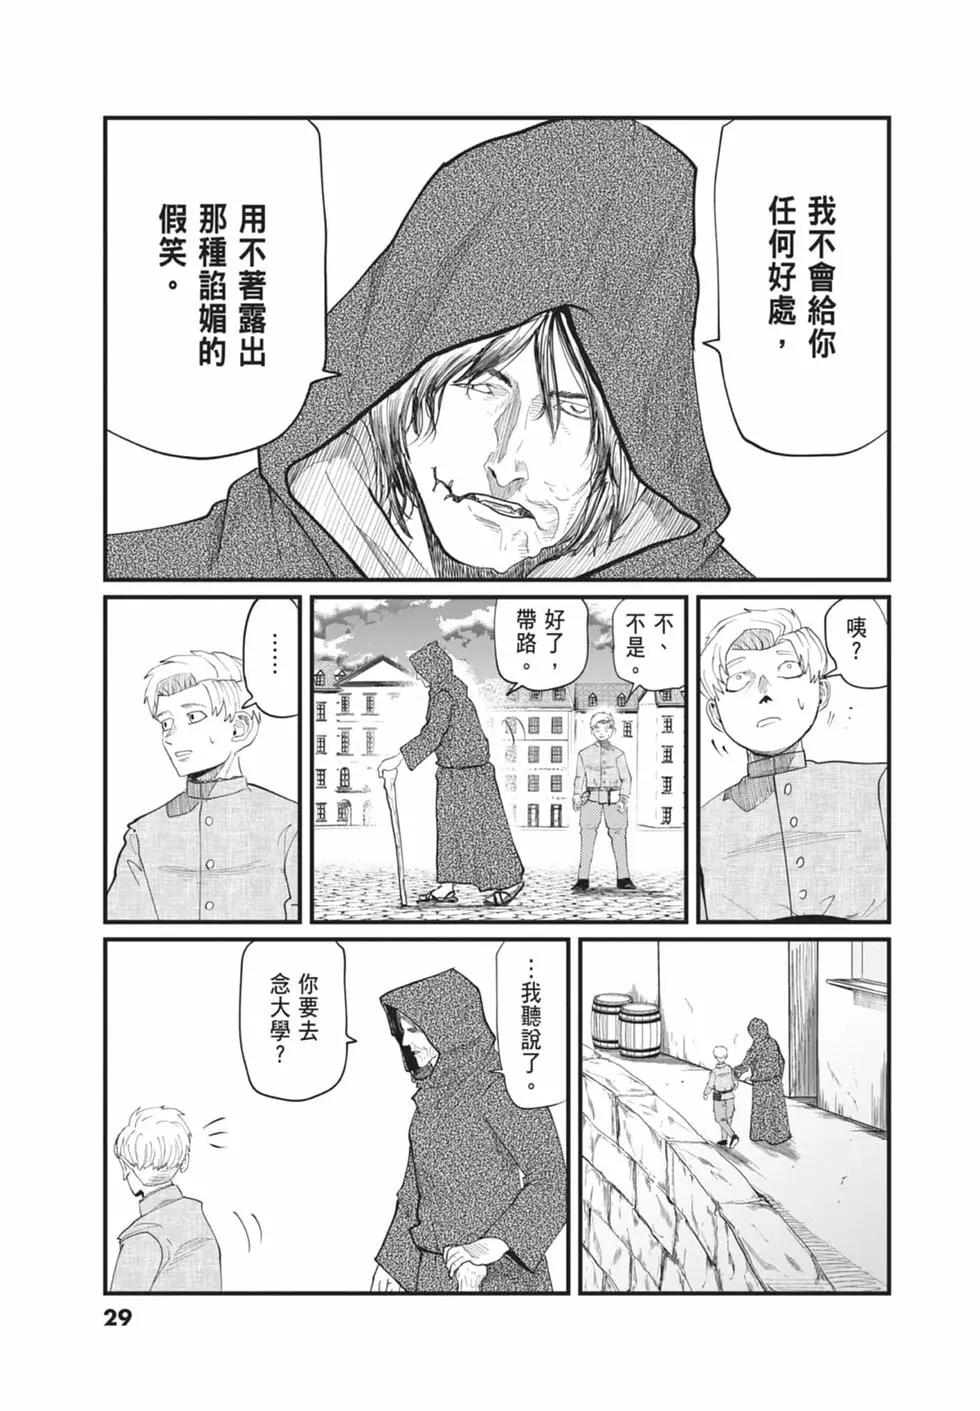 我不會給你
任何好處，
用不著露出
那種諂媚的
假笑。
咦?
不、
不是。
好了，
帶路。
……
…我聽說了。
你要去
念大學?
29